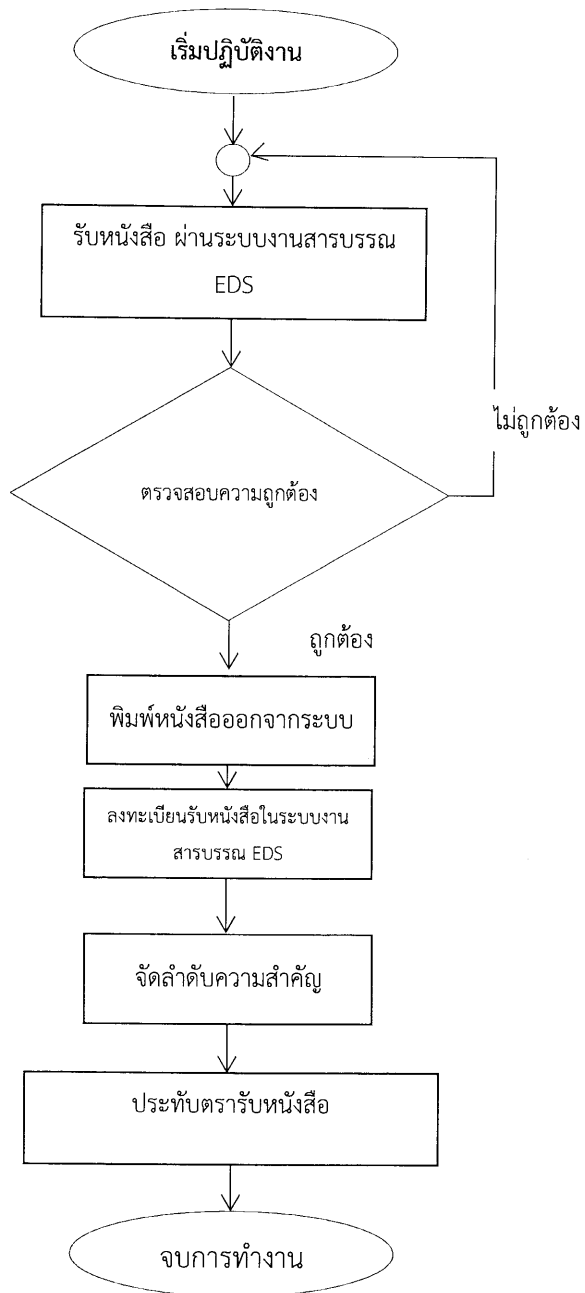 เริ่มปฏิบัติงาน
รับหนังสือ ผ่านระบบงานสารบรรณ
EDS
ไม่ถูกต้อง
ตรวจสอบความถูกต้อง
ถูกต้อง
พิมพ์หนังสือออกจากระบบ
ลงทะเบียนรับหนังสือในระบบงาน
สารบรรณ EDS
จัดลำดับความสำคัญ
ประทับตรารับหนังสือ
จบการทำงาน